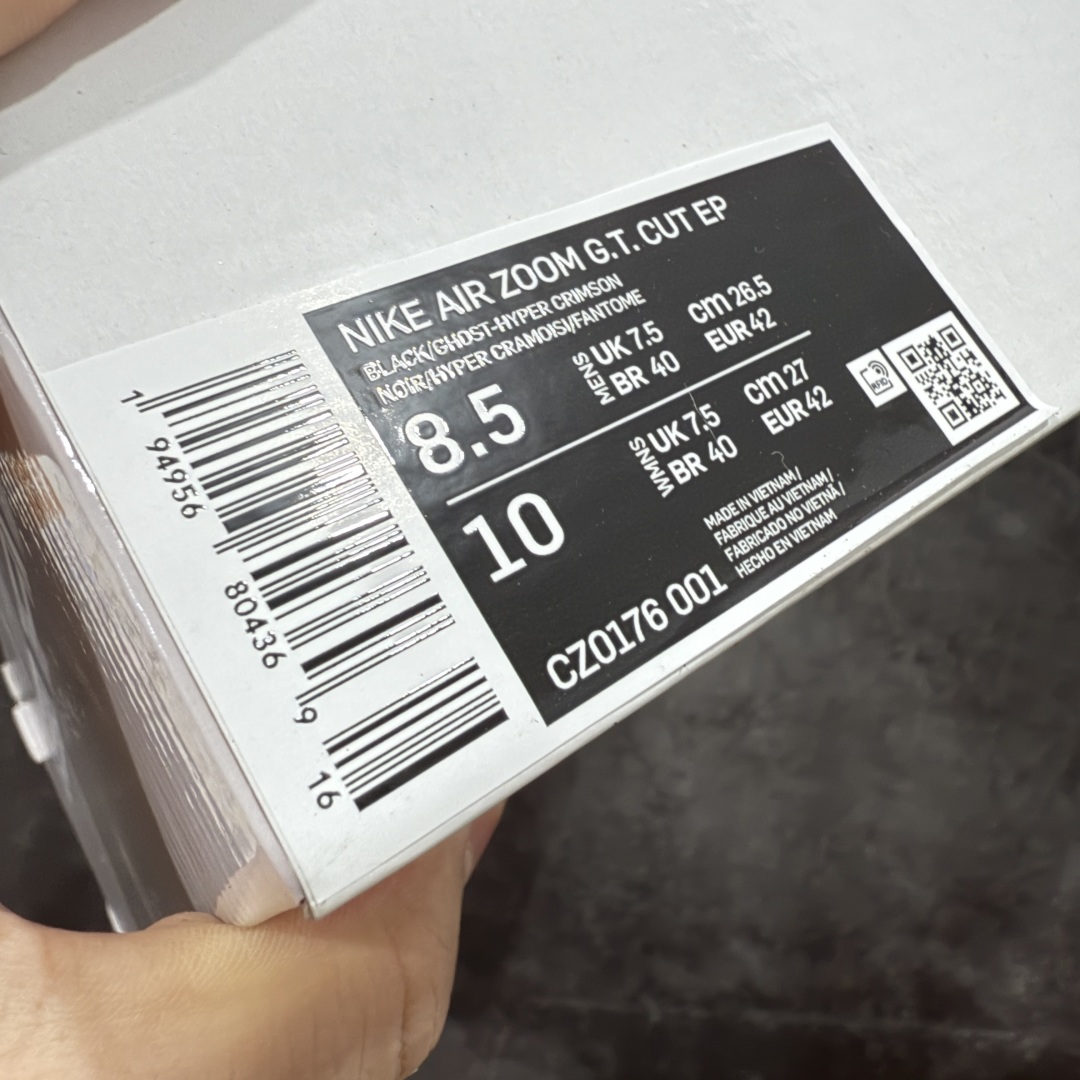 NIKE AIR ZOOM G.T. CUT EP
BLACK/GHOST-HYPER CRIMSON
NOIR/HYPER CRAMOISI/FANTOME
8.5
MENS
UK 7.5
BR 40
cm 26.5
EUR 42
10
WMNS
UK 7.5
BR 40
cm 27
EUR 42
RFID
CZ0176 001
MADE IN VIETNAM/
FABRIQUE AU VIETNAM/
FABRICADO NO VIETNÃ/
HECHO EN VIETNAM
1 94956 80436 9 16